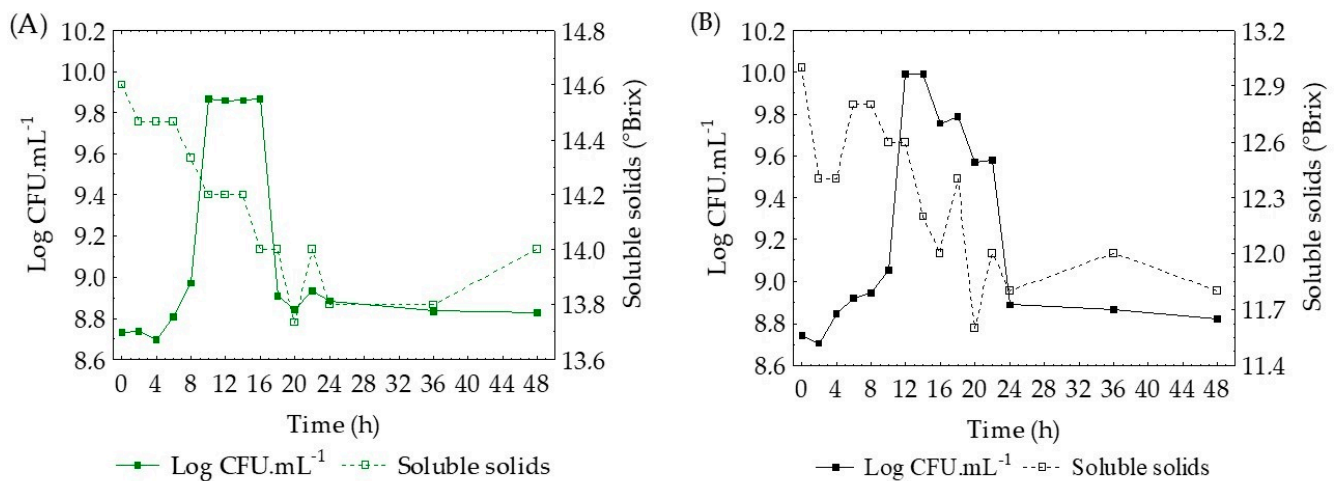 (A)
10.2
10.0
9.8
9.6
9.4
9.2
9.0
8.8
8.6
Log CFU.mL⁻¹
14.8
14.6
14.4
14.2
14.0
13.8
13.6
Soluble solids (°Brix)
0 4 8 12 16 20 24 28 32 36 40 44 48
Time (h)
Log CFU.mL⁻¹ Soluble solids
(B)
10.2
10.0
9.8
9.6
9.4
9.2
9.0
8.8
8.6
Log CFU.mL⁻¹
13.2
12.9
12.6
12.3
12.0
11.7
11.4
Soluble solids (°Brix)
0 4 8 12 16 20 24 28 32 36 40 44 48
Time (h)
Log CFU.mL⁻¹ Soluble solids